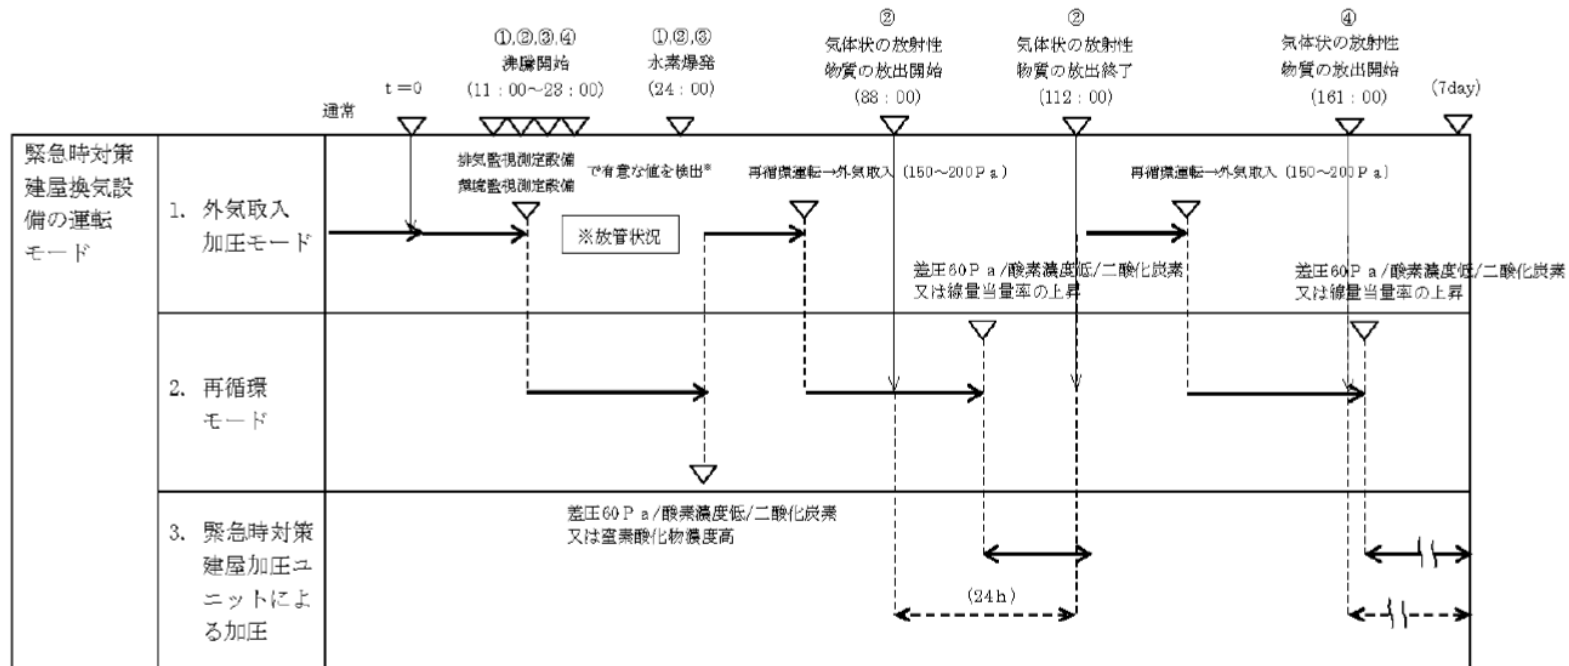 ①,②,③,④
沸騰開始
(11：00～23：00)
①,②,③
水素爆発
(24：00)
②
気体状の放射性
物質の放出開始
(88：00)
②
気体状の放射性
物質の放出終了
(112：00)
④
気体状の放射性
物質の放出開始
(161：00)
(7day)
通常
t＝0
緊急時対策
建屋換気設
備の運転
モード
1. 外気取入
加圧モード
排気監視測定設備
環境監視測定設備
で有意な値を検出※
※放管状況
再循環運転→外気取入 (150～200Ｐａ)
再循環運転→外気取入 (150～200Ｐａ)
差圧60Ｐａ/酸素濃度低/二酸化炭素
又は線量当量率の上昇
差圧60Ｐａ/酸素濃度低/二酸化炭素
又は線量当量率の上昇
2. 再循環
モード
3. 緊急時対策
建屋加圧ユ
ニットによ
る加圧
差圧60Ｐａ/酸素濃度低/二酸化炭素
又は窒素酸化物濃度高
(24h)